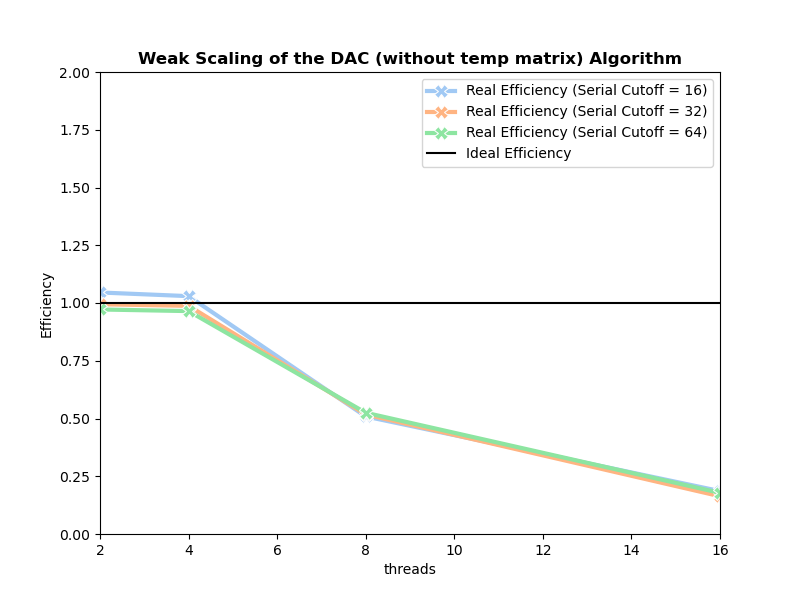 Weak Scaling of the DAC (without temp matrix) Algorithm
2.00
1.75
1.50
1.25
1.00
0.75
0.50
0.25
0.00
Efficiency
Real Efficiency (Serial Cutoff = 16)
Real Efficiency (Serial Cutoff = 32)
Real Efficiency (Serial Cutoff = 64)
Ideal Efficiency
2 4 6 8 10 12 14 16
threads